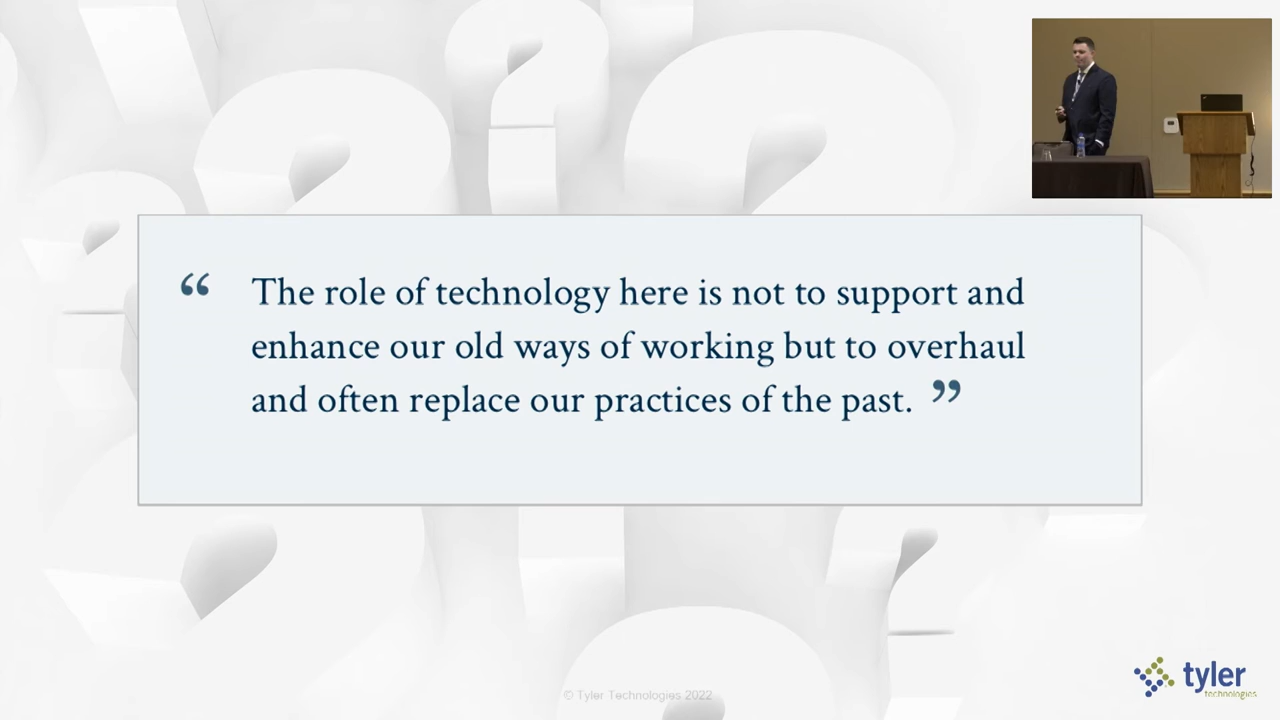 “ The role of technology here is not to support and
enhance our old ways of working but to overhaul
and often replace our practices of the past. ”
© Tyler Technologies 2022
tyler
technologies